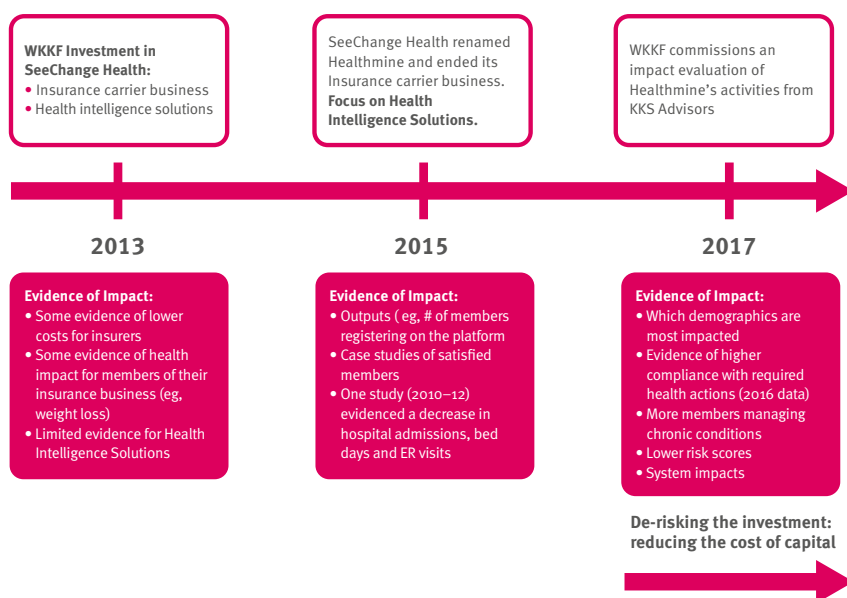 WKKF Investment in
SeeChange Health:
• Insurance carrier business
• Health intelligence solutions
SeeChange Health renamed
Healthmine and ended its
Insurance carrier business.
Focus on Health
Intelligence Solutions.
WKKF commissions an
impact evaluation of
Healthmine's activities from
KKS Advisors
2013
2015
2017
Evidence of Impact:
• Some evidence of lower
costs for insurers
• Some evidence of health
impact for members of their
insurance business (eg,
weight loss)
• Limited evidence for Health
Intelligence Solutions
Evidence of Impact:
• Outputs ( eg, # of members
registering on the platform
• Case studies of satisfied
members
• One study (2010–12)
evidenced a decrease in
hospital admissions, bed
days and ER visits
Evidence of Impact:
• Which demographics are
most impacted
• Evidence of higher
compliance with required
health actions (2016 data)
• More members managing
chronic conditions
• Lower risk scores
• System impacts
De-risking the investment:
reducing the cost of capital